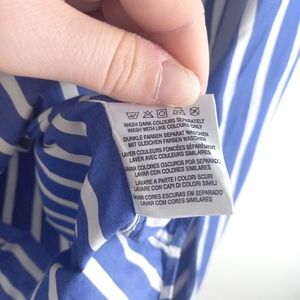 WASH DARK COLOURS SEPARATELY
WASH WITH LIKE COLOURS ONLY
DUNKLE FARBEN SEPARAT WASCHEN
MIT GLEICHEN FARBEN WASCHEN
LAVER COULEURS FONCÉES SÉPARÉMENT
LAVER AVEC COULEURS SIMILAIRES
LAVAR COLORES OSCUROS POR SEPARADO
LAVAR CON COLORES SIMILARES
LAVARE A PARTE I COLORI SCURI
LAVARE CON CAPI DI COLORI SIMILI
LAVAR CORES ESCURAS EM SEPARADO
LAVAR COM CORES SIMILARES